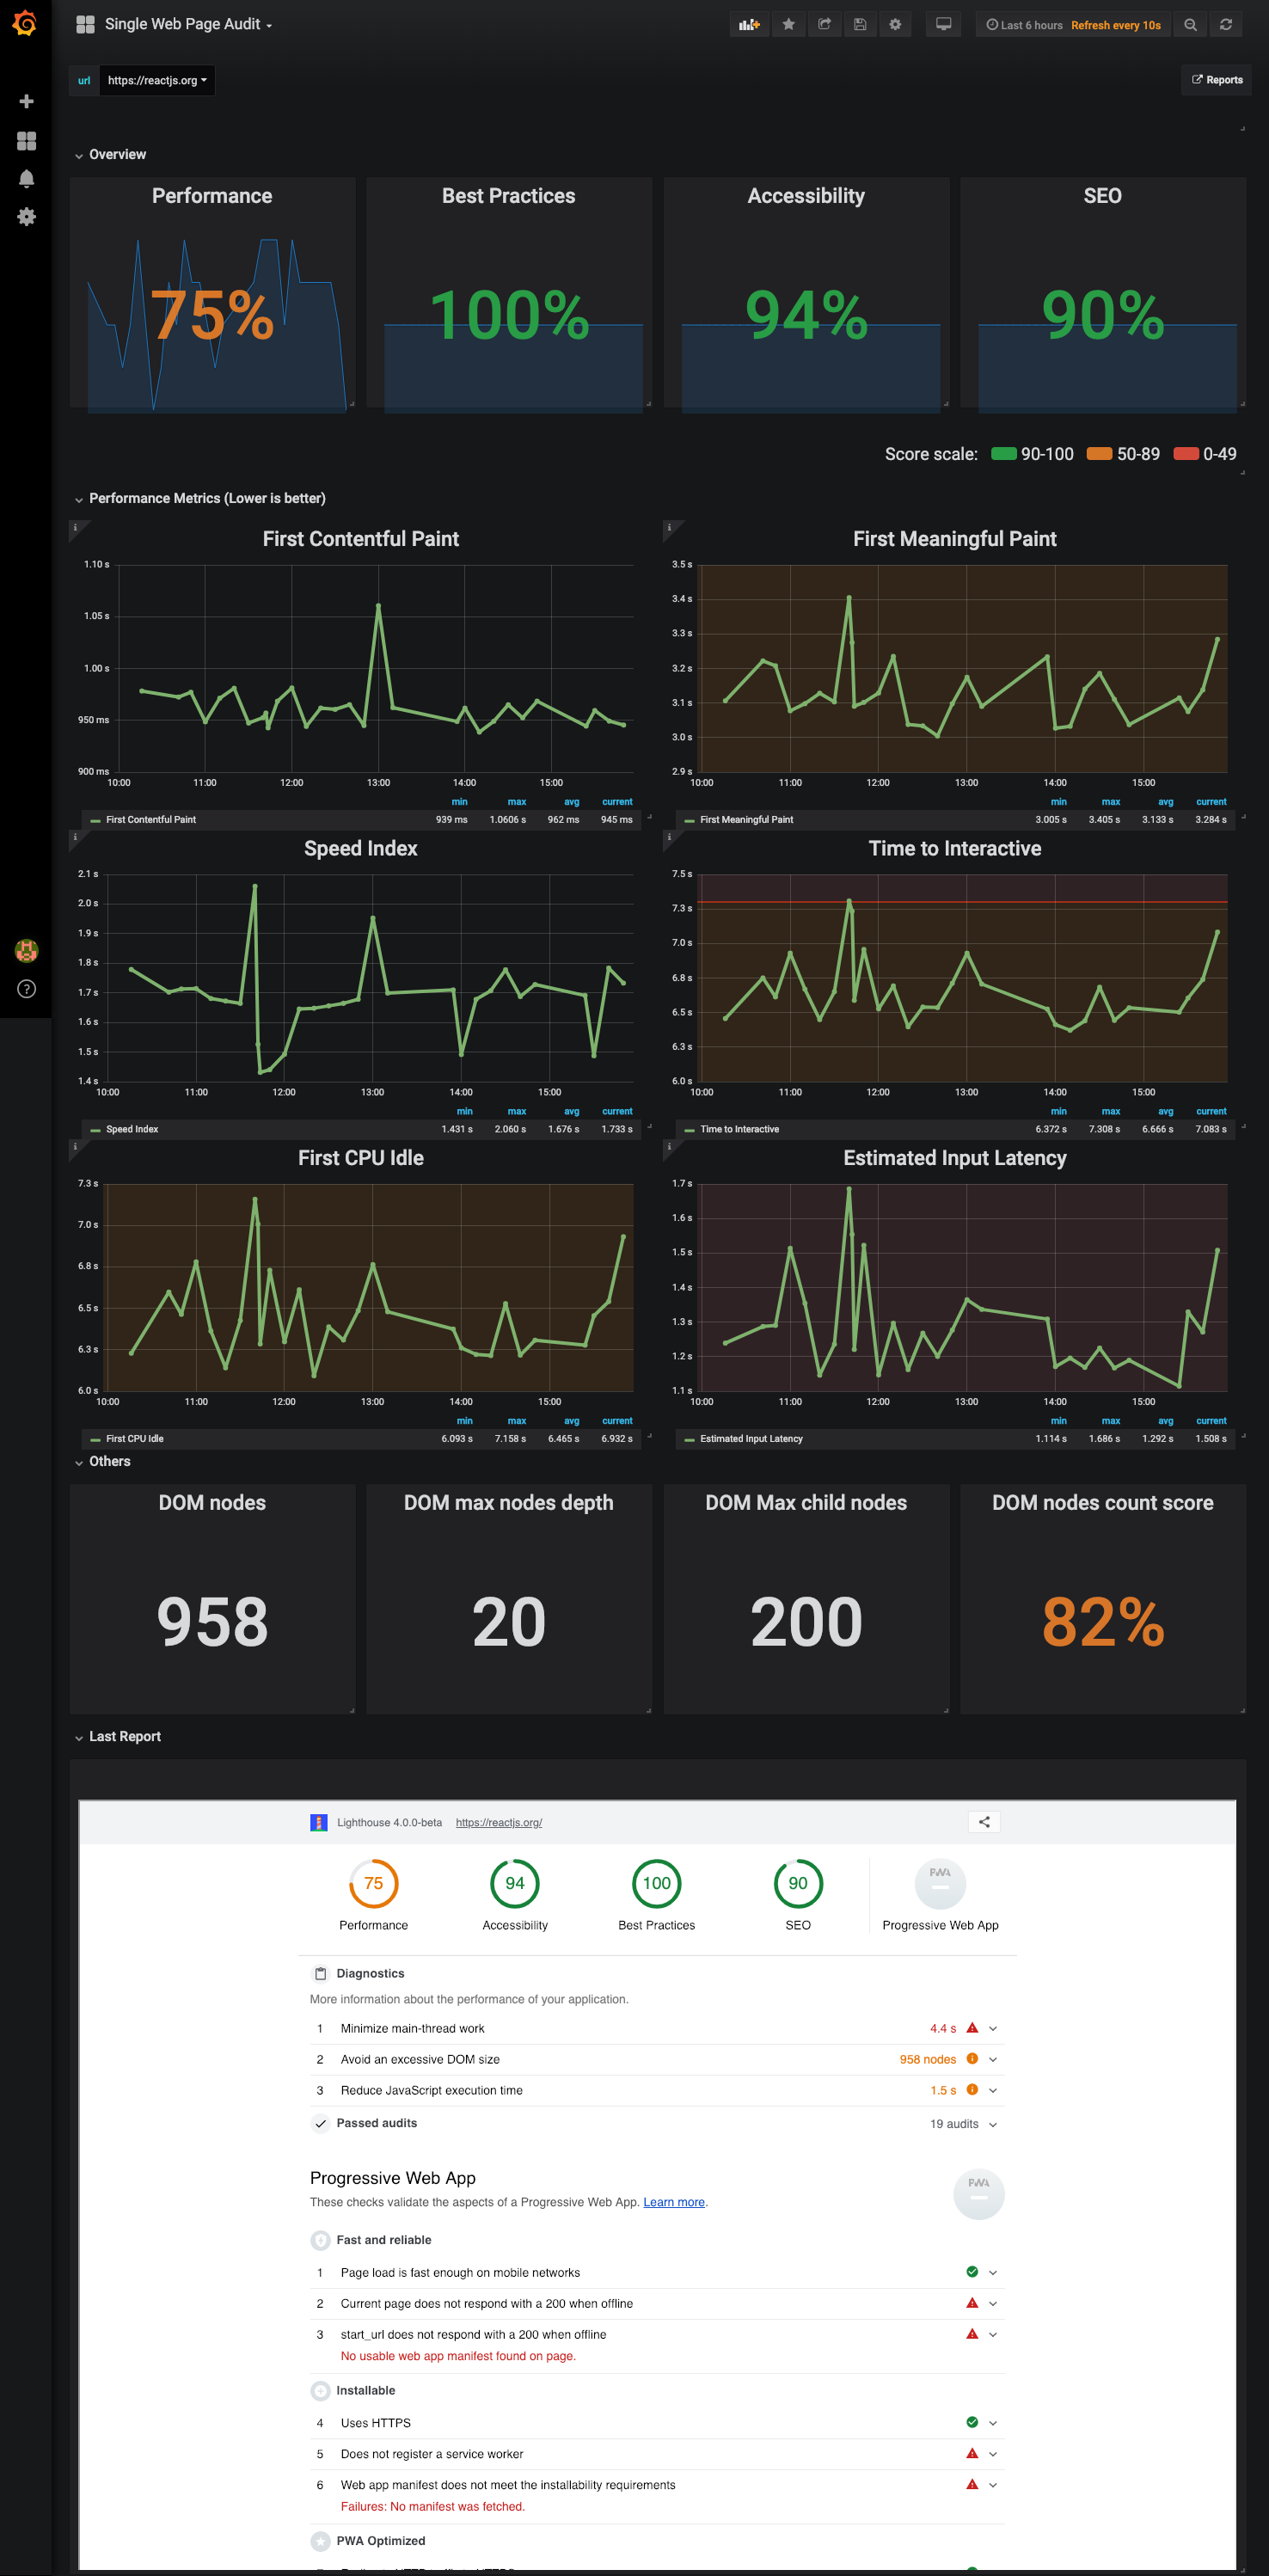 Single Web Page Audit
Last 6 hours Refresh every 10s
url https://reactjs.org
Reports
Overview
Performance
75%
Best Practices
100%
Accessibility
94%
SEO
90%
Score scale: 90-100 50-89 0-49
Performance Metrics (Lower is better)
First Contentful Paint
1.10 s
1.05 s
1.00 s
950 ms
900 ms
10:00 11:00 12:00 13:00 14:00 15:00
min max avg current
First Contentful Paint 939 ms 1.0606 s 962 ms 945 ms
First Meaningful Paint
3.5 s
3.4 s
3.3 s
3.2 s
3.1 s
3.0 s
2.9 s
10:00 11:00 12:00 13:00 14:00 15:00
min max avg current
First Meaningful Paint 3.005 s 3.405 s 3.133 s 3.284 s
Speed Index
2.1 s
2.0 s
1.9 s
1.8 s
1.7 s
1.6 s
1.5 s
1.4 s
10:00 11:00 12:00 13:00 14:00 15:00
min max avg current
Speed Index 1.431 s 2.060 s 1.676 s 1.733 s
Time to Interactive
7.5 s
7.3 s
7.0 s
6.8 s
6.5 s
6.3 s
6.0 s
10:00 11:00 12:00 13:00 14:00 15:00
min max avg current
Time to Interactive 6.372 s 7.308 s 6.666 s 7.083 s
First CPU Idle
7.3 s
7.0 s
6.8 s
6.5 s
6.3 s
6.0 s
10:00 11:00 12:00 13:00 14:00 15:00
min max avg current
First CPU Idle 6.093 s 7.158 s 6.465 s 6.932 s
Estimated Input Latency
1.7 s
1.6 s
1.5 s
1.4 s
1.3 s
1.2 s
1.1 s
10:00 11:00 12:00 13:00 14:00 15:00
min max avg current
Estimated Input Latency 1.114 s 1.686 s 1.292 s 1.508 s
Others
DOM nodes
958
DOM max nodes depth
20
DOM Max child nodes
200
DOM nodes count score
82%
Last Report
Lighthouse 4.0.0-beta https://reactjs.org/
75 94 100 90 PWA
Performance Accessibility Best Practices SEO Progressive Web App
Diagnostics
More information about the performance of your application.
1 Minimize main-thread work 4.4 s
2 Avoid an excessive DOM size 958 nodes
3 Reduce JavaScript execution time 1.5 s
Passed audits 19 audits
Progressive Web App
PWA
These checks validate the aspects of a Progressive Web App. Learn more.
Fast and reliable
1 Page load is fast enough on mobile networks
2 Current page does not respond with a 200 when offline
3 start_url does not respond with a 200 when offline
No usable web app manifest found on page.
Installable
4 Uses HTTPS
5 Does not register a service worker
6 Web app manifest does not meet the installability requirements
Failures: No manifest was fetched.
PWA Optimized